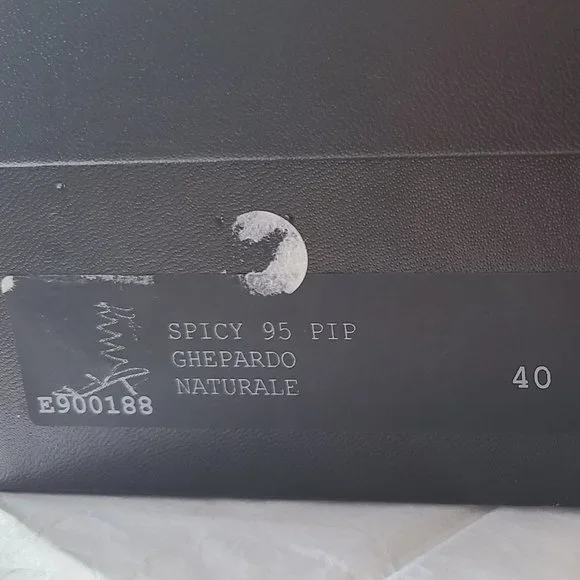 SPICY 95 PIP
GHEPARDO
NATURALE
E900188
40